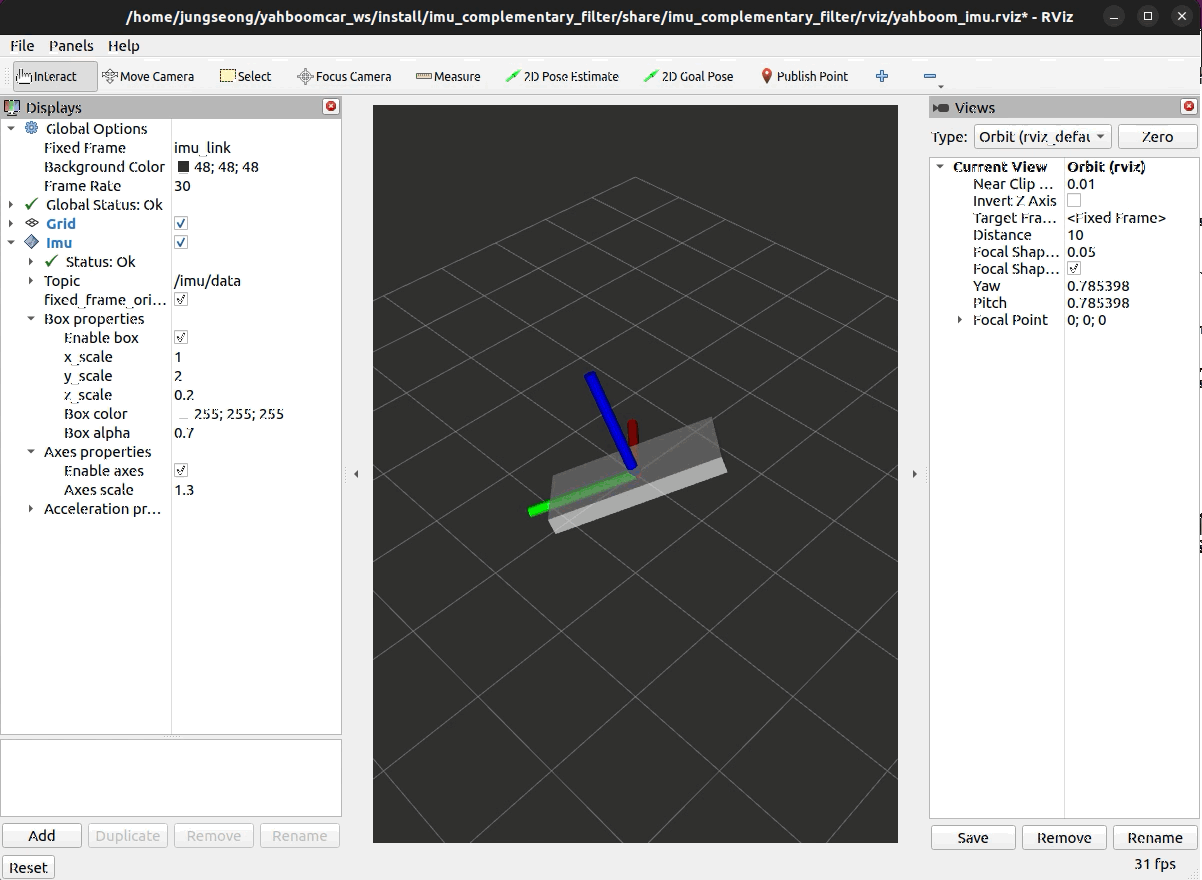 /home/jungseong/yahboomcar_ws/install/imu_complementary_filter/share/imu_complementary_filter/rviz/yahboom_imu.rviz* - RViz
File Panels Help
Interact Move Camera Select Focus Camera Measure 2D Pose Estimate 2D Goal Pose Publish Point
Displays
Global Options
Fixed Frame imu_link
Background Color 48; 48; 48
Frame Rate 30
Global Status: Ok
Grid
Imu
Status: Ok
Topic /imu/data
fixed_frame_ori...
Box properties
Enable box
x_scale 1
y_scale 2
z_scale 0.2
Box color 255; 255; 255
Box alpha 0.7
Axes properties
Enable axes
Axes scale 1.3
Acceleration pr...
Add Duplicate Remove Rename
Reset
Views
Type: Orbit (rviz_defau Zero
Current View Orbit (rviz)
Near Clip ... 0.01
Invert Z Axis
Target Fra... <Fixed Frame>
Distance 10
Focal Shap... 0.05
Focal Shap...
Yaw 0.785398
Pitch 0.785398
Focal Point 0; 0; 0
Save Remove Rename
31 fps